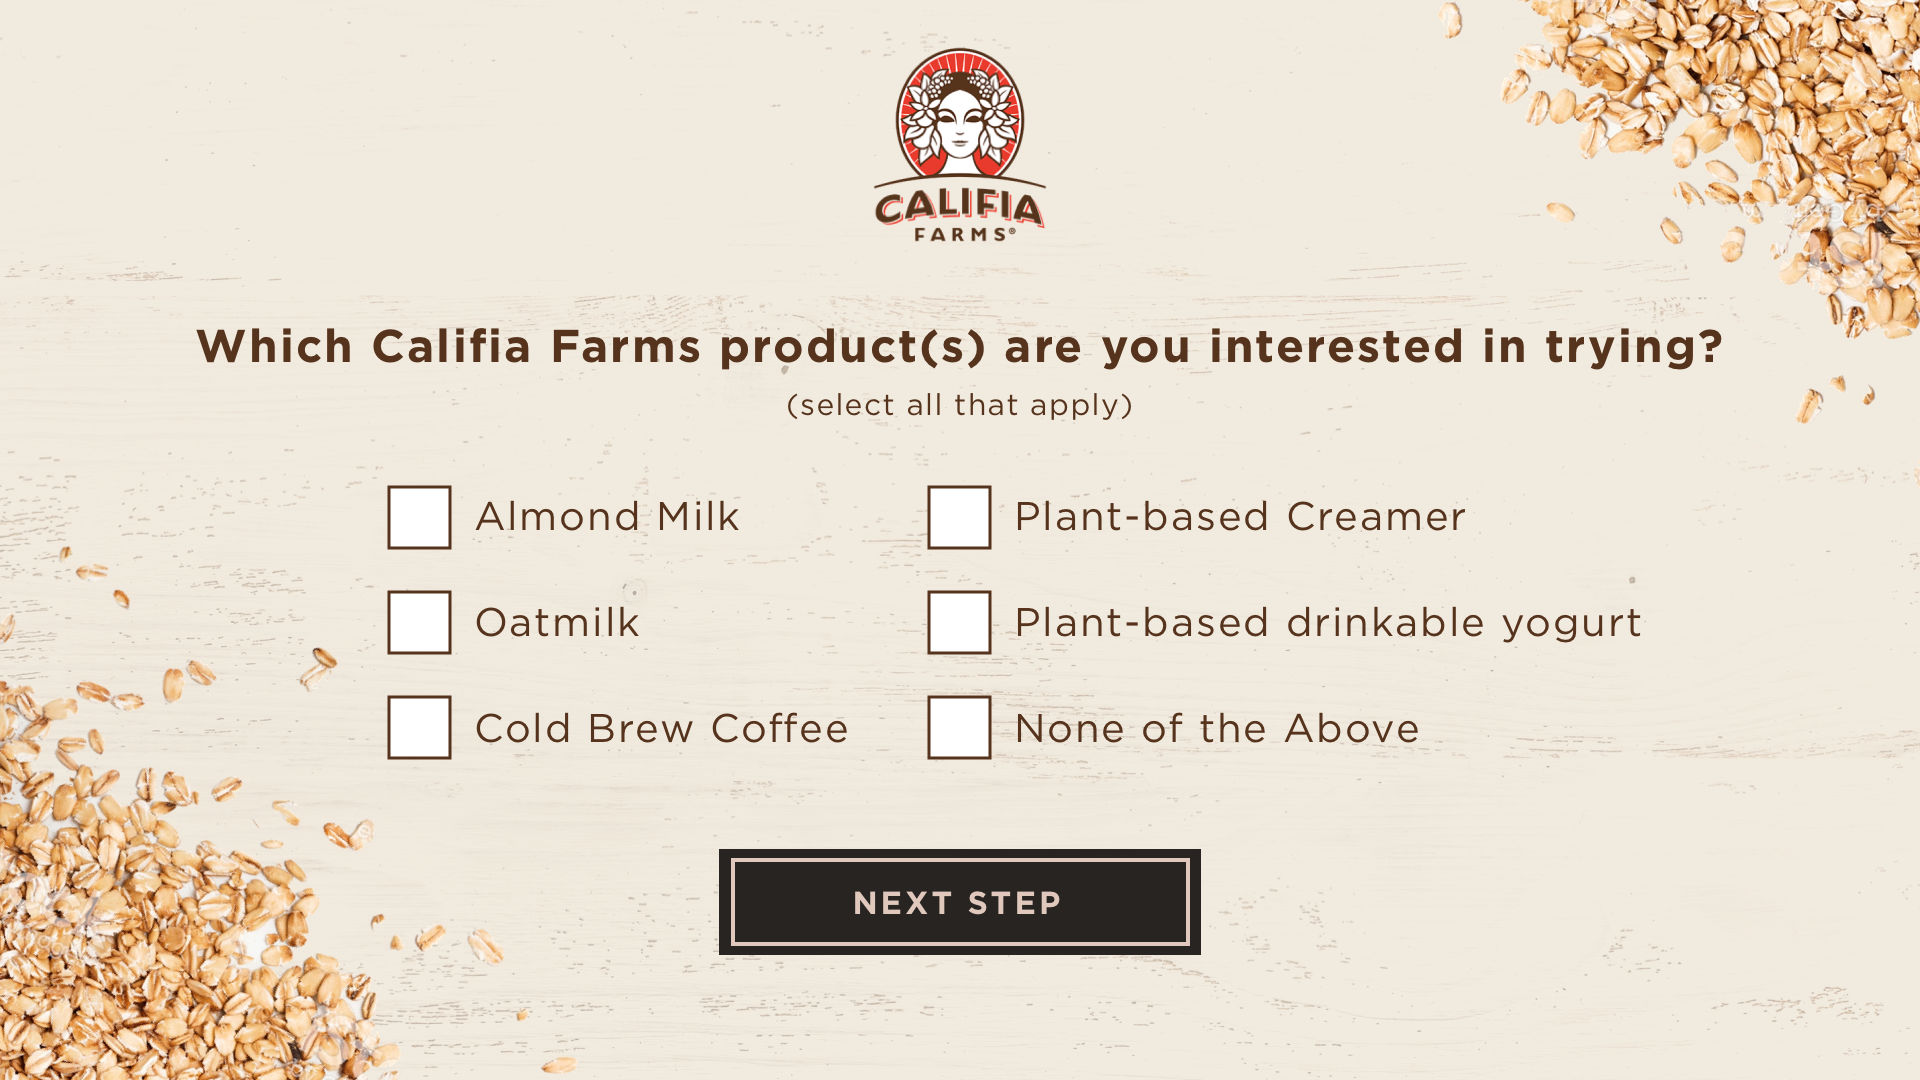 CALIFIA
FARMS®
Which Califia Farms product(s) are you interested in trying?
(select all that apply)
Almond Milk
Plant-based Creamer
Oatmilk
Plant-based drinkable yogurt
Cold Brew Coffee
None of the Above
NEXT STEP